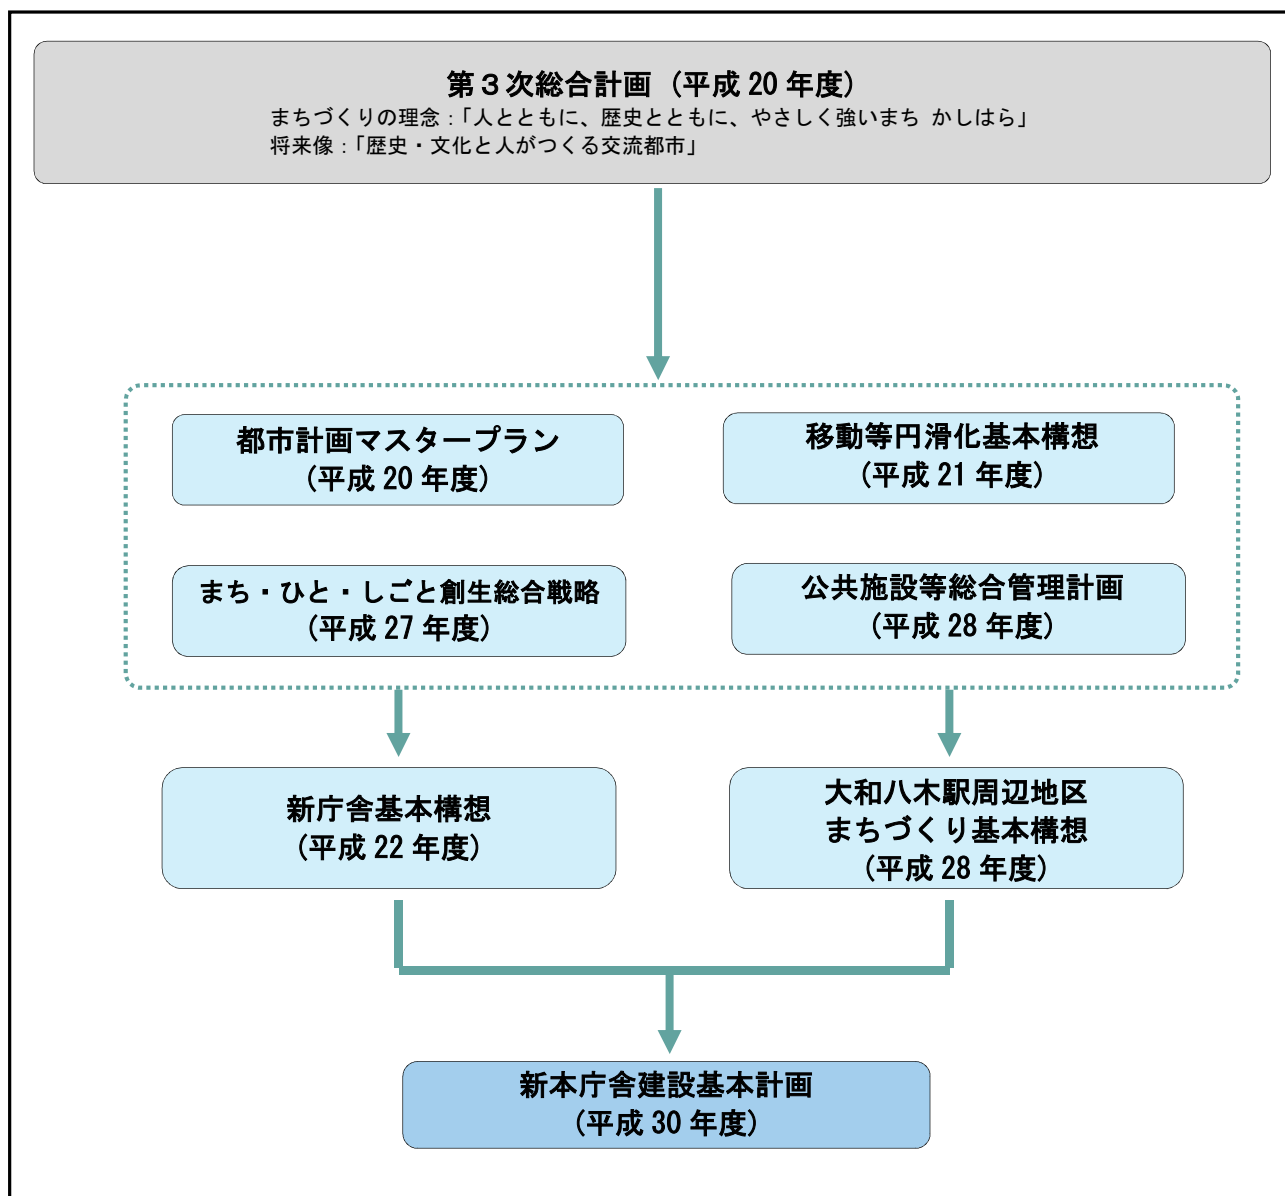 第３次総合計画（平成 20 年度）
まちづくりの理念：「人とともに、歴史とともに、やさしく強いまち かしはら」
将来像：「歴史・文化と人がつくる交流都市」
都市計画マスタープラン
（平成 20 年度）
移動等円滑化基本構想
（平成 21 年度）
まち・ひと・しごと創生総合戦略
（平成 27 年度）
公共施設等総合管理計画
（平成 28 年度）
新庁舎基本構想
（平成 22 年度）
大和八木駅周辺地区
まちづくり基本構想
（平成 28 年度）
新本庁舎建設基本計画
（平成 30 年度）